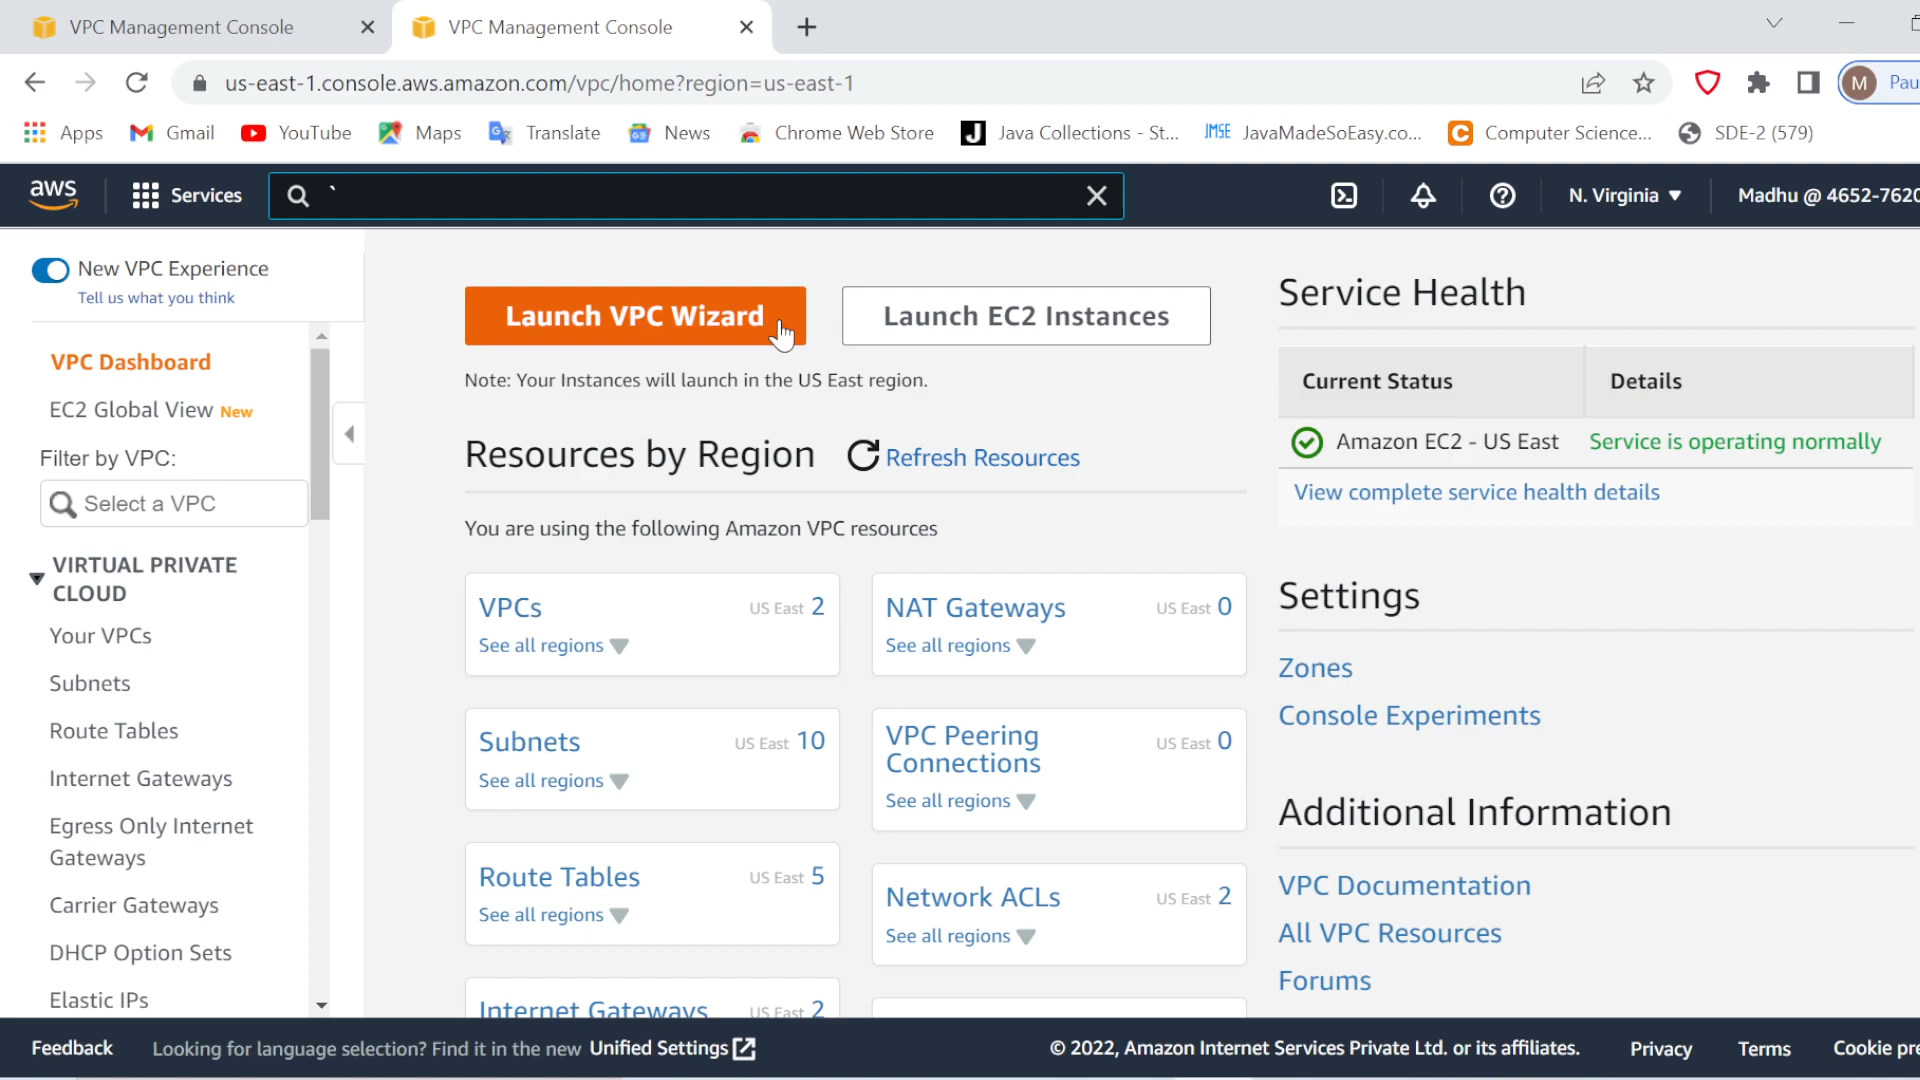 VPC Management Console
VPC Management Console
us-east-1.console.aws.amazon.com/vpc/home?region=us-east-1
M Pau
Apps Gmail YouTube Maps Translate News Chrome Web Store Java Collections - St... JavaMadeSoEasy.co... Computer Science... SDE-2 (579)
aws Services ` N. Virginia Madhu @ 4652-7620
New VPC Experience
Tell us what you think
VPC Dashboard
EC2 Global View New
Filter by VPC:
Select a VPC
VIRTUAL PRIVATE
CLOUD
Your VPCs
Subnets
Route Tables
Internet Gateways
Egress Only Internet
Gateways
Carrier Gateways
DHCP Option Sets
Elastic IPs
Launch VPC Wizard
Launch EC2 Instances
Note: Your Instances will launch in the US East region.
Resources by Region Refresh Resources
You are using the following Amazon VPC resources
VPCs US East 2
See all regions
NAT Gateways US East 0
See all regions
Subnets US East 10
See all regions
VPC Peering
Connections US East 0
See all regions
Route Tables US East 5
See all regions
Network ACLs US East 2
See all regions
Internet Gateways US East 2
Service Health
Current Status Details
Amazon EC2 - US East Service is operating normally
View complete service health details
Settings
Zones
Console Experiments
Additional Information
VPC Documentation
All VPC Resources
Forums
Feedback Looking for language selection? Find it in the new Unified Settings © 2022, Amazon Internet Services Private Ltd. or its affiliates. Privacy Terms Cookie pre